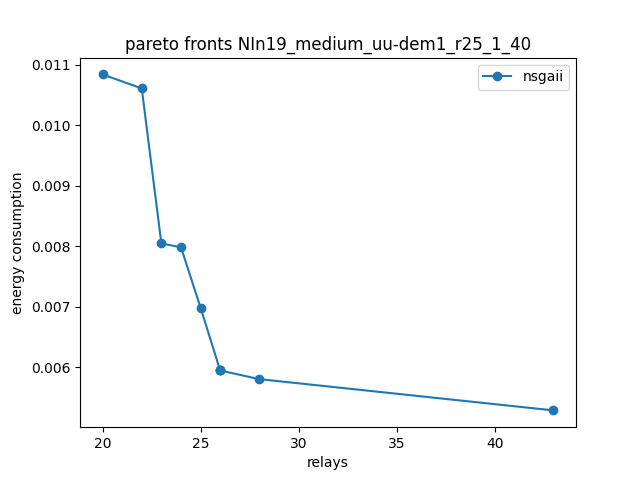 pareto fronts NIn19_medium_uu-dem1_r25_1_40
nsgaii
energy consumption
0.011
0.010
0.009
0.008
0.007
0.006
20 25 30 35 40
relays